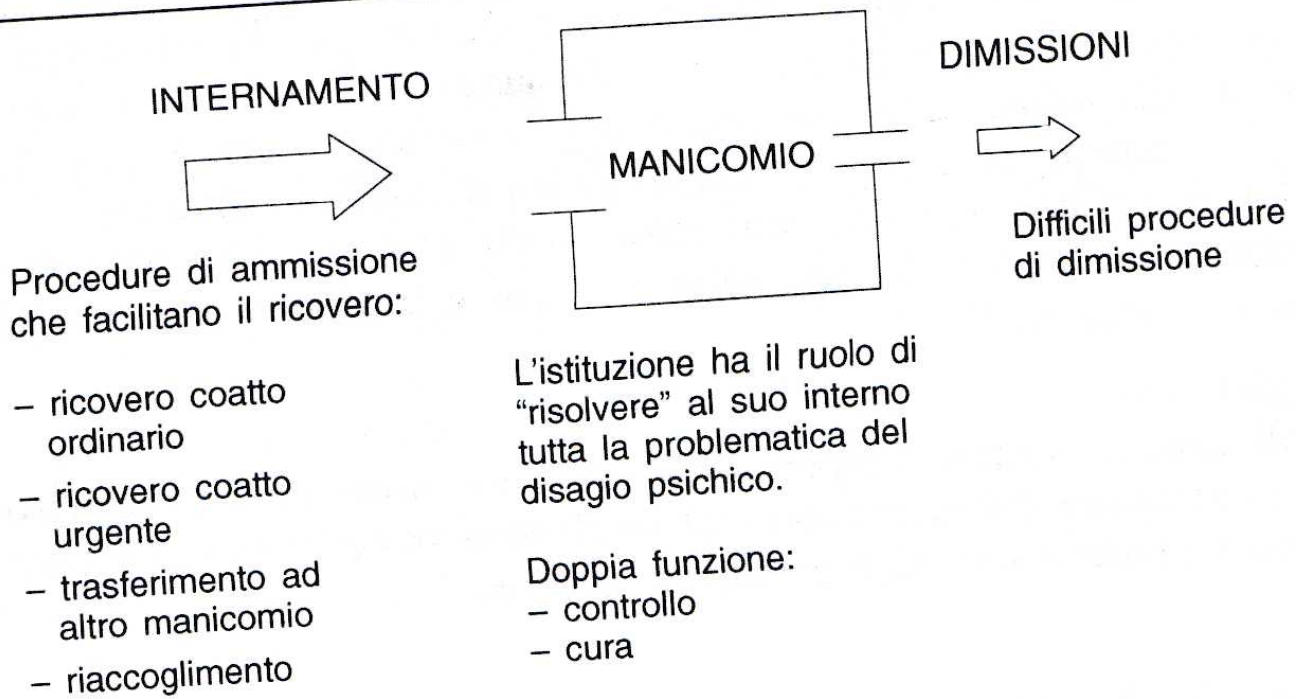 INTERNAMENTO
Procedure di ammissione
che facilitano il ricovero:
– ricovero coatto
ordinario
– ricovero coatto
urgente
– trasferimento ad
altro manicomio
– riaccoglimento
MANICOMIO
L'istituzione ha il ruolo di
“risolvere” al suo interno
tutta la problematica del
disagio psichico.
Doppia funzione:
– controllo
– cura
DIMISSIONI
Difficili procedure
di dimissione